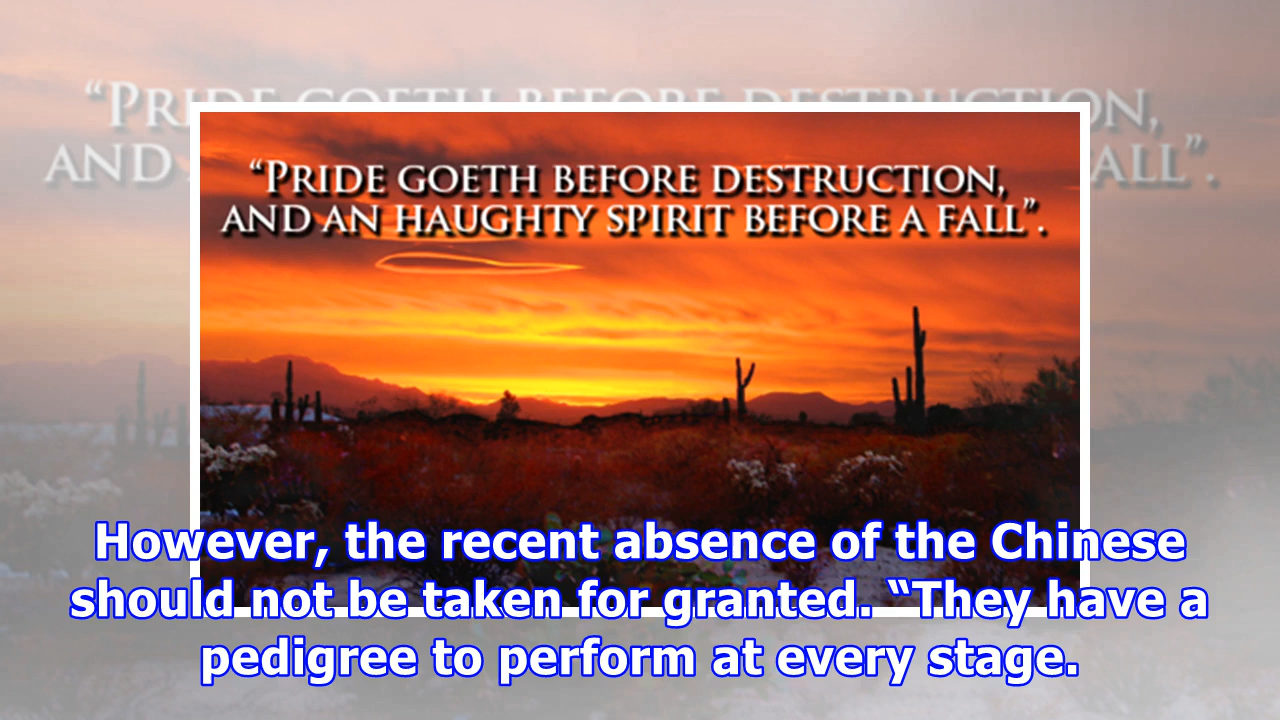 “PRIDE GOETH BEFORE DESTRUCTION,
AND AN HAUGHTY SPIRIT BEFORE A FALL”.
However, the recent absence of the Chinese
should not be taken for granted. “They have a
pedigree to perform at every stage.